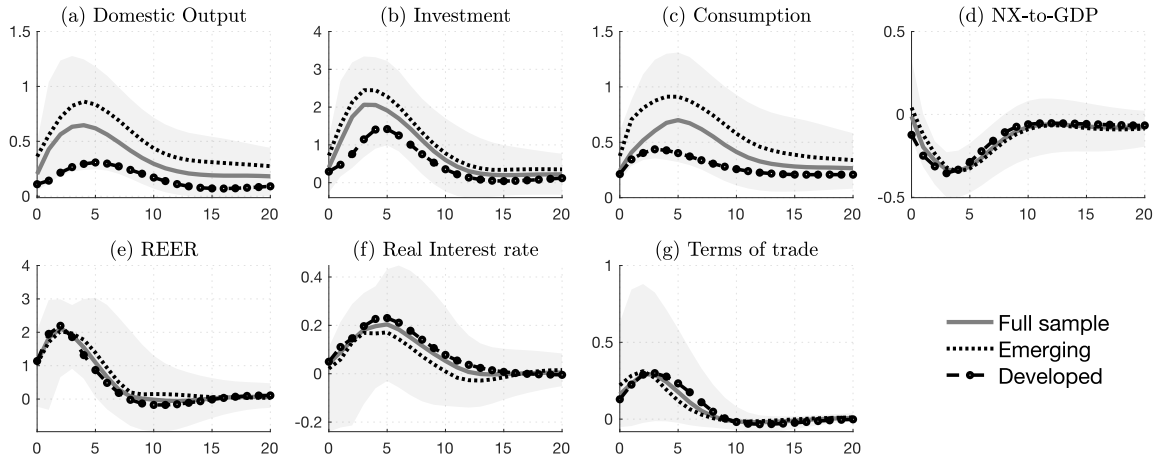 (a) Domestic Output
(b) Investment
(c) Consumption
(d) NX-to-GDP
1.5
1
0.5
0
0 5 10 15 20
4
3
2
1
0
0 5 10 15 20
1.5
1
0.5
0
0 5 10 15 20
0.5
0
-0.5
0 5 10 15 20
(e) REER
(f) Real Interest rate
(g) Terms of trade
4
3
2
1
0
0 5 10 15 20
0.4
0.2
0
-0.2
0 5 10 15 20
1
0.5
0
0 5 10 15 20
Full sample
Emerging
Developed